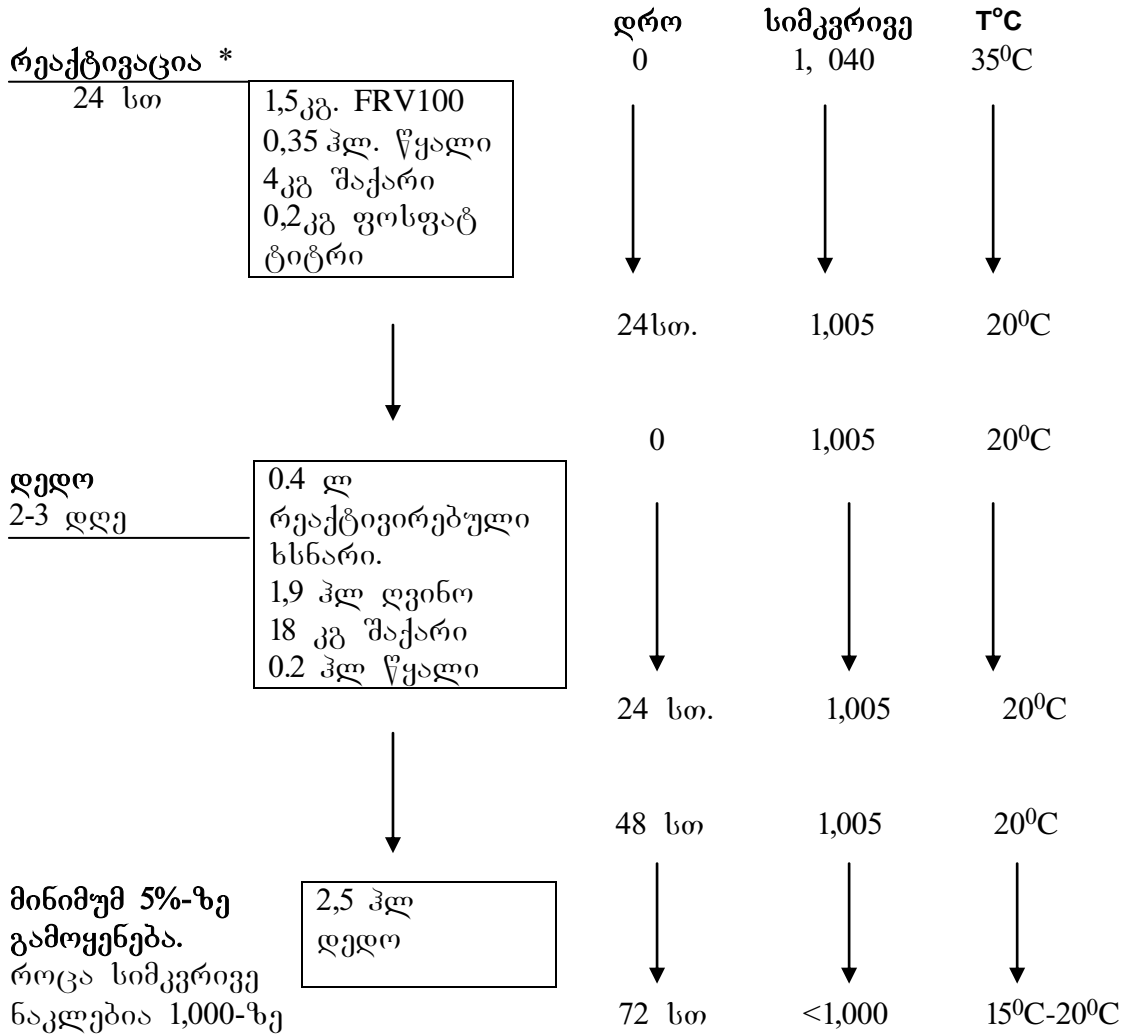 დრო სიმკვრივე T°C
რეაქტივაცია * 0 1, 040 35⁰C
24 სთ
1,5კგ. FRV100
0,35 ჰლ. წყალი
4კგ შაქარი
0,2კგ ფოსფატ
ტიტრი
24სთ. 1,005 20⁰C
0 1,005 20⁰C
დედო
2-3 დღე
0.4 ლ
რეაქტივირებული
ხსნარი.
1,9 ჰლ ღვინო
18 კგ შაქარი
0.2 ჰლ წყალი
24 სთ. 1,005 20⁰C
48 სთ 1,005 20⁰C
მინიმუმ 5%-ზე
გამოყენება.
როცა სიმკვრივე
ნაკლებია 1,000-ზე
2,5 ჰლ
დედო
72 სთ <1,000 15⁰C-20⁰C